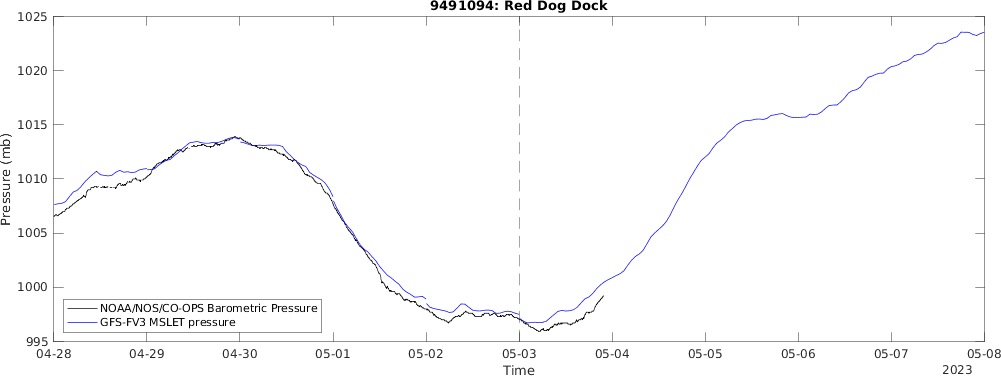 9491094: Red Dog Dock
1025
1020
1015
1010
1005
1000
995
Pressure (mb)
NOAA/NOS/CO-OPS Barometric Pressure
GFS-FV3 MSLET pressure
04-28 04-29 04-30 05-01 05-02 05-03 05-04 05-05 05-06 05-07 05-08
Time
2023